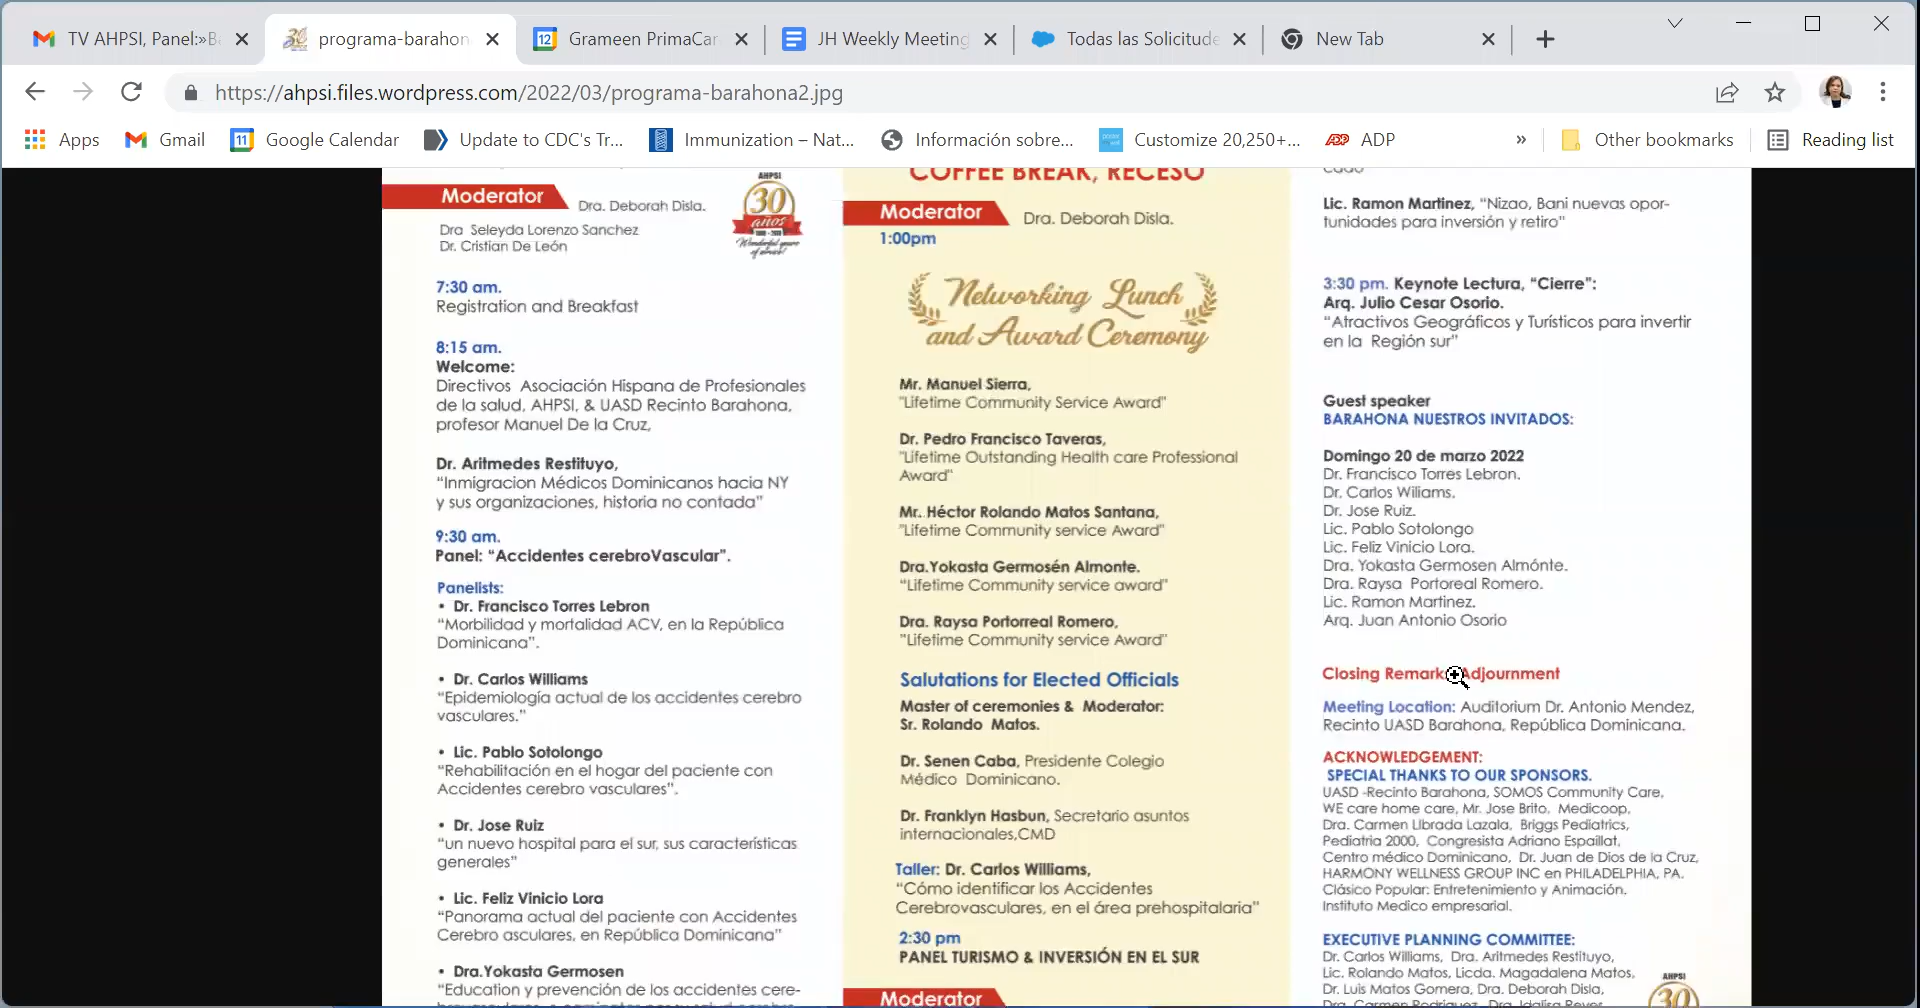 TV AHPSI, Panel:»B
programa-barahon
Grameen PrimaCar
JH Weekly Meeting
Todas las Solicitude
New Tab
https://ahpsi.files.wordpress.com/2022/03/programa-barahona2.jpg
Apps
Gmail
Google Calendar
Update to CDC's Tr...
Immunization – Nat...
Información sobre...
Customize 20,250+...
ADP
»
Other bookmarks
Reading list
Moderator
Dra. Deborah Disla.
Dra Seleyda Lorenzo Sanchez
Dr. Cristian De León
AHPSI
30
años
Wonderful years
of service!
7:30 am.
Registration and Breakfast
8:15 am.
Welcome:
Directivos Asociación Hispana de Profesionales
de la salud, AHPSI, & UASD Recinto Barahona,
profesor Manuel De la Cruz,
Dr. Aritmedes Restituyo,
“Inmigracion Médicos Dominicanos hacia NY
y sus organizaciones, historia no contada”
9:30 am.
Panel: “Accidentes cerebroVascular”.
Panelists:
• Dr. Francisco Torres Lebron
“Morbilidad y mortalidad ACV, en la República
Dominicana”.
• Dr. Carlos Williams
“Epidemiología actual de los accidentes cerebro
vasculares.”
• Lic. Pablo Sotolongo
“Rehabilitación en el hogar del paciente con
Accidentes cerebro vasculares”.
• Dr. Jose Ruiz
“un nuevo hospital para el sur, sus características
generales”
• Lic. Feliz Vinicio Lora
“Panorama actual del paciente con Accidentes
Cerebro asculares, en República Dominicana”
• Dra.Yokasta Germosen
“Education y prevención de los accidentes cere-
COFFEE BREAK, RECESO
Moderator
Dra. Deborah Disla.
1:00pm
Networking Lunch
and Award Ceremony
Mr. Manuel Sierra,
"Lifetime Community Service Award"
Dr. Pedro Francisco Taveras,
"Lifetime Outstanding Health care Professional
Award"
Mr. Héctor Rolando Matos Santana,
"Lifetime Community service Award"
Dra.Yokasta Germosén Almonte.
“Lifetime Community service award”
Dra. Raysa Portorreal Romero,
"Lifetime Community service Award"
Salutations for Elected Officials
Master of ceremonies & Moderator:
Sr. Rolando Matos.
Dr. Senen Caba, Presidente Colegio
Médico Dominicano.
Dr. Franklyn Hasbun, Secretario asuntos
internacionales,CMD
Taller: Dr. Carlos Williams,
“Cómo identificar los Accidentes
Cerebrovasculares, en el área prehospitalaria”
2:30 pm
PANEL TURISMO & INVERSIÓN EN EL SUR
Moderator
cado
Lic. Ramon Martinez, “Nizao, Bani nuevas opor-
tunidades para inversión y retiro”
3:30 pm. Keynote Lectura, “Cierre”:
Arq. Julio Cesar Osorio.
“Atractivos Geográficos y Turísticos para invertir
en la Región sur”
Guest speaker
BARAHONA NUESTROS INVITADOS:
Domingo 20 de marzo 2022
Dr. Francisco Torres Lebron.
Dr. Carlos Wiliams.
Dr. Jose Ruiz.
Lic. Pablo Sotolongo
Lic. Feliz Vinicio Lora.
Dra. Yokasta Germosen Almónte.
Dra. Raysa Portoreal Romero.
Lic. Ramon Martinez.
Arq. Juan Antonio Osorio
Closing Remark Adjournment
Meeting Location: Auditorium Dr. Antonio Mendez,
Recinto UASD Barahona, República Dominicana.
ACKNOWLEDGEMENT:
SPECIAL THANKS TO OUR SPONSORS.
UASD -Recinto Barahona, SOMOS Community Care,
WE care home care, Mr. Jose Brito, Medicoop,
Dra. Carmen LIbrada Lazala, Briggs Pediatrics,
Pediatria 2000, Congresista Adriano Espaillat,
Centro médico Dominicano, Dr. Juan de Dios de la Cruz,
HARMONY WELLNESS GROUP INC en PHILADELPHIA, PA.
Clásico Popular: Entretenimiento y Animación.
Instituto Medico empresarial.
EXECUTIVE PLANNING COMMITTEE:
Dr. Carlos Williams, Dra. Aritmedes Restituyo,
Lic. Rolando Matos, Licda. Magadalena Matos,
Dr. Luis Matos Gomera, Dra. Deborah Disla,
Dra. Carmen Rodriguez, Dra. Idalisa Reyes
AHPSI
30